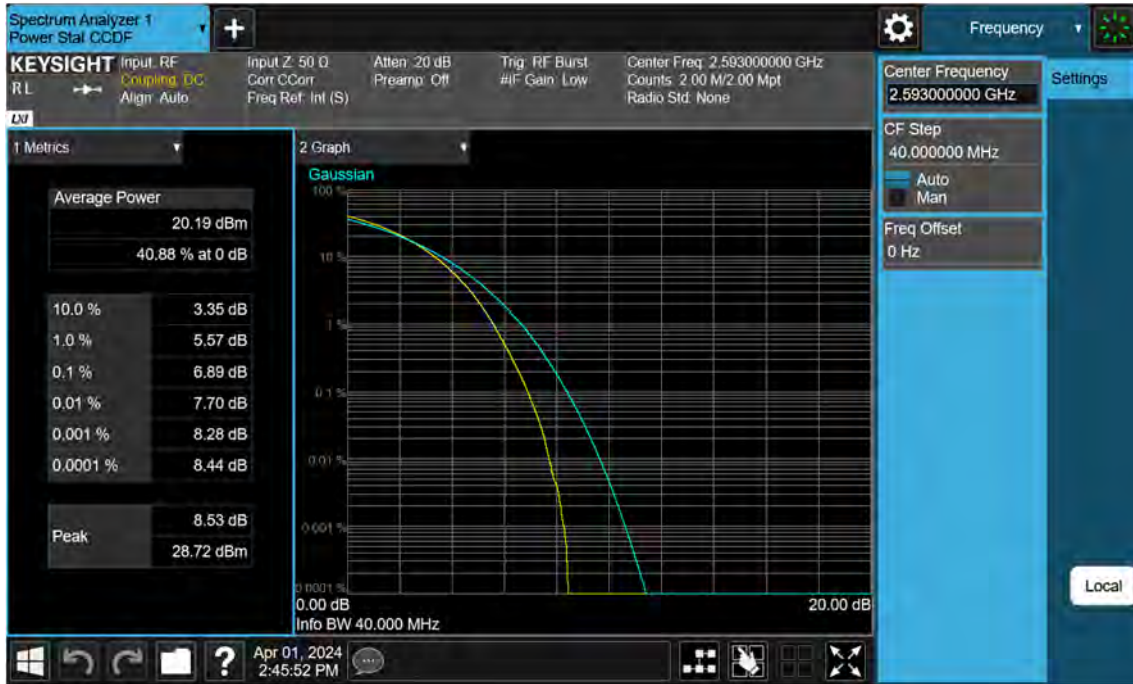 Spectrum Analyzer 1
Power Stat CCDF
+
Frequency
KEYSIGHT
RL
LXI
Input: RF
Coupling: DC
Align: Auto
Input Z: 50 Ω
Corr CCorr
Freq Ref: Int (S)
Atten: 20 dB
Preamp: Off
Trig: RF Burst
#IF Gain: Low
Center Freq: 2.593000000 GHz
Counts: 2.00 M/2.00 Mpt
Radio Std: None
Center Frequency
2.593000000 GHz
Settings
CF Step
40.000000 MHz
Auto
Man
Freq Offset
0 Hz
1 Metrics
Average Power
20.19 dBm
40.88 % at 0 dB
10.0 % 3.35 dB
1.0 % 5.57 dB
0.1 % 6.89 dB
0.01 % 7.70 dB
0.001 % 8.28 dB
0.0001 % 8.44 dB
Peak
8.53 dB
28.72 dBm
2 Graph
Gaussian
100 %
10 %
1 %
0.1 %
0.01 %
0.001 %
0.0001 %
0.00 dB
20.00 dB
Info BW 40.000 MHz
Local
?
Apr 01, 2024
2:45:52 PM